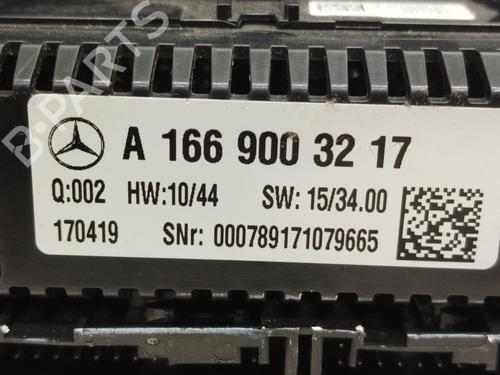 B-PARTS
A 166 900 32 17
Q:002 HW:10/44 SW: 15/34.00
170419 SNr: 000789171079665